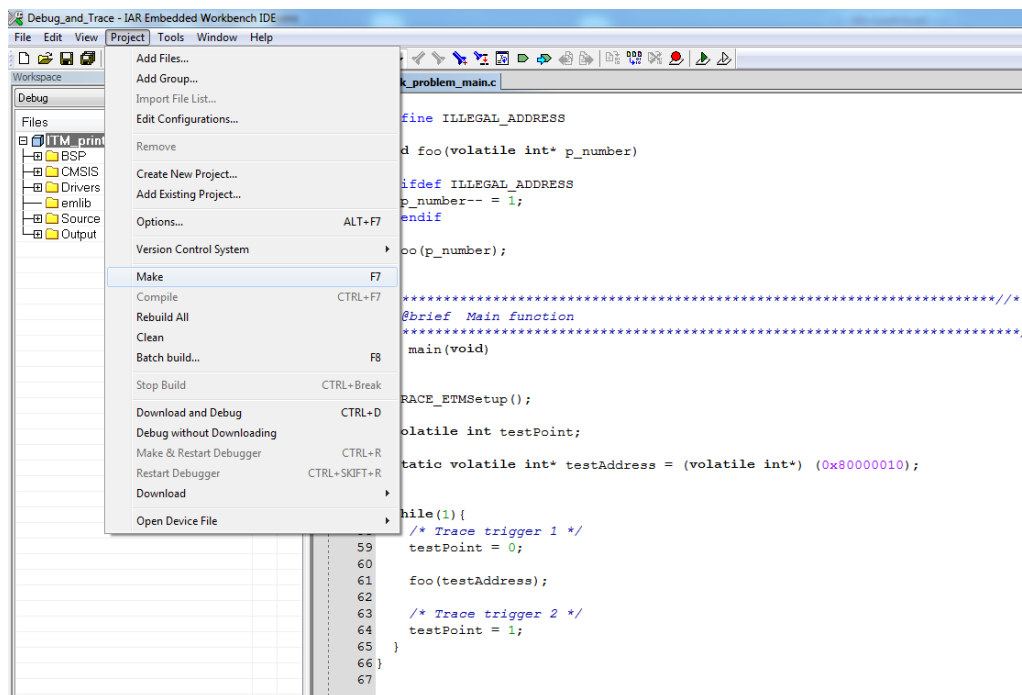 Debug_and_Trace - IAR Embedded Workbench IDE
File Edit View Project Tools Window Help
Workspace
Debug
Files
ITM_print
BSP
CMSIS
Drivers
emlib
Source
Output
Add Files...
Add Group...
Import File List...
Edit Configurations...
Remove
Create New Project...
Add Existing Project...
Options... ALT+F7
Version Control System
Make F7
Compile CTRL+F7
Rebuild All
Clean
Batch build... F8
Stop Build CTRL+Break
Download and Debug CTRL+D
Debug without Downloading
Make & Restart Debugger CTRL+R
Restart Debugger CTRL+SKIFT+R
Download
Open Device File
k_problem_main.c
fine ILLEGAL_ADDRESS
d foo(volatile int* p_number)
ifdef ILLEGAL_ADDRESS
p_number-- = 1;
endif
oo(p_number);
***********************************************************************//*
@brief Main function
**************************************************************************
main(void)
RACE_ETMSetup();
olatile int testPoint;
tatic volatile int* testAddress = (volatile int*) (0x80000010);
hile(1){
/* Trace trigger 1 */
59 testPoint = 0;
60
61 foo(testAddress);
62
63 /* Trace trigger 2 */
64 testPoint = 1;
65 }
66 }
67